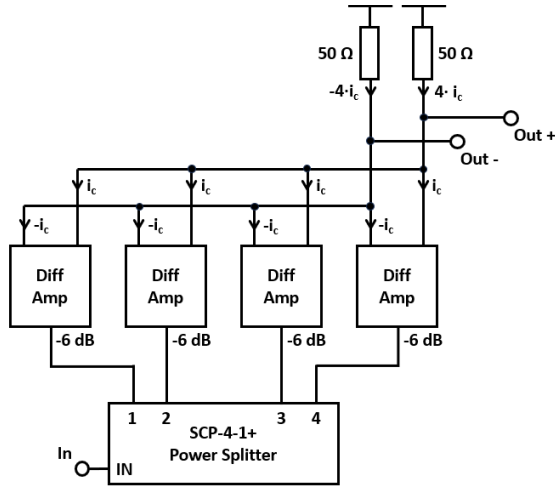 50 Ω
50 Ω
-4·ic
4· ic
Out +
Out -
ic
ic
ic
ic
-ic
-ic
-ic
-ic
Diff
Amp
Diff
Amp
Diff
Amp
Diff
Amp
-6 dB
-6 dB
-6 dB
-6 dB
1
2
3
4
SCP-4-1+
Power Splitter
In
IN